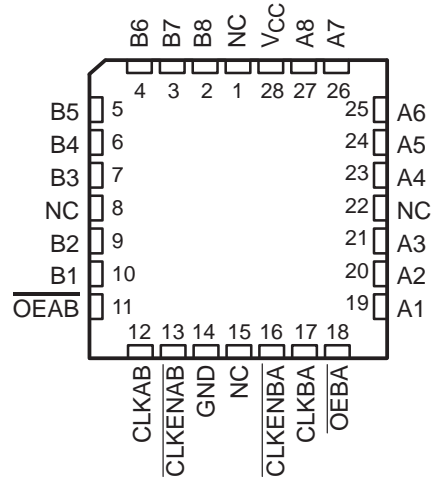 B6 B7 B8 NC VCC A8 A7
4 3 2 1 28 27 26
B5 5 25 A6
B4 6 24 A5
B3 7 23 A4
NC 8 22 NC
B2 9 21 A3
B1 10 20 A2
OEAB 11 19 A1
12 13 14 15 16 17 18
CLKAB CLKENAB GND NC CLKENBA CLKBA OEBA